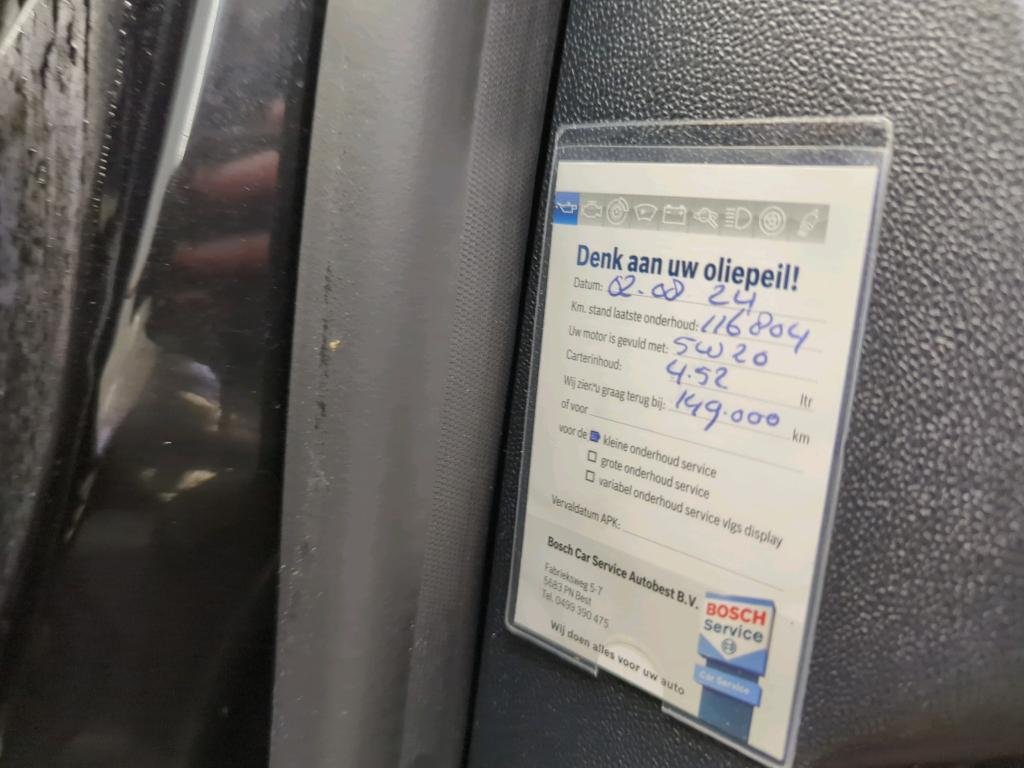 Denk aan uw oliepeil!
Datum: 02-08 24
Km. stand laatste onderhoud: 116804
Uw motor is gevuld met: 5W20
Carterinhoud: 4.52 ltr
Wij zien u graag terug bij: 149.000 km
of voor
voor de kleine onderhoud service
grote onderhoud service
variabel onderhoud service vlgs display
Vervaldatum APK:
Bosch Car Service Autobest B.V.
Fabrieksweg 5-7
5683 PN Best
Tel. 0499 390 475
Wij doen alles voor uw auto
BOSCH
Service
Car Service